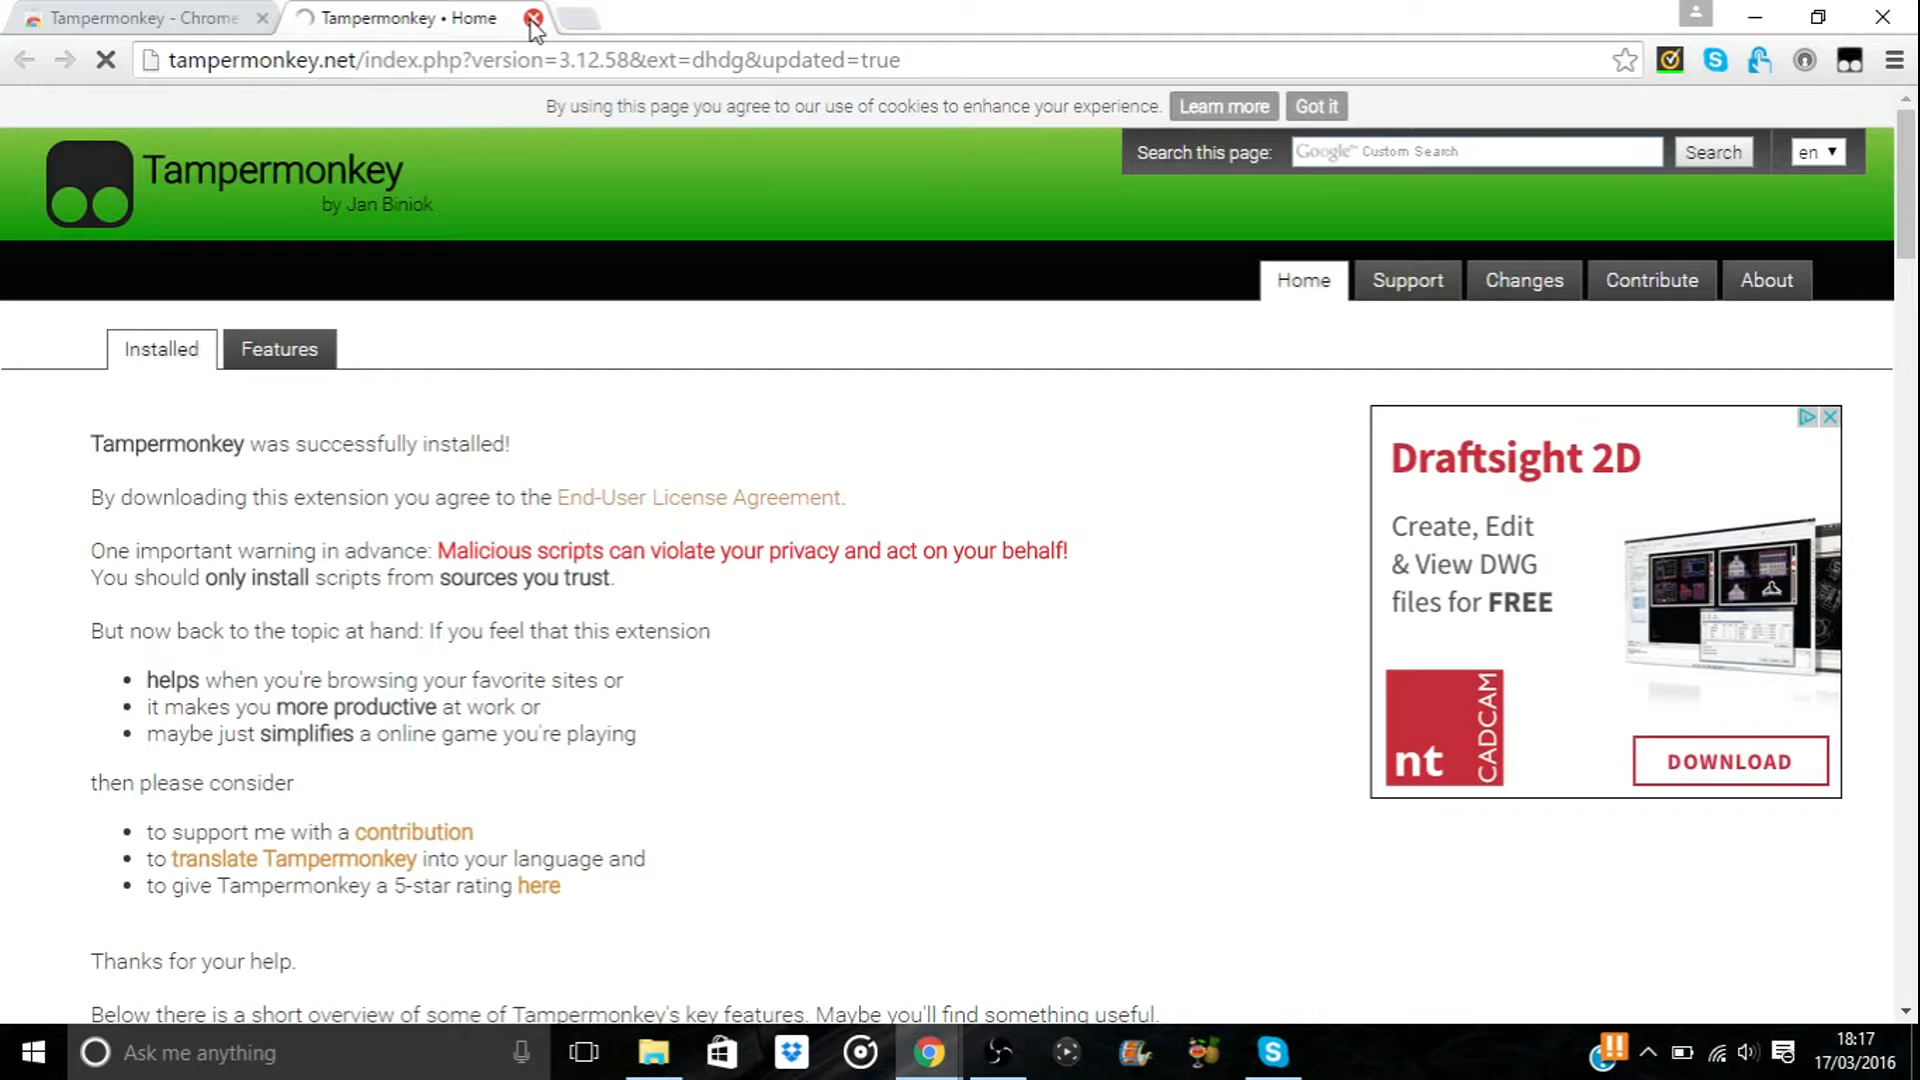 Tampermonkey - Chrome
Tampermonkey • Home
tampermonkey.net/index.php?version=3.12.58&ext=dhdg&updated=true
By using this page you agree to our use of cookies to enhance your experience. Learn more Got it
Tampermonkey
by Jan Biniok
Search this page: Google™ Custom Search Search en
Home Support Changes Contribute About
Installed Features
Tampermonkey was successfully installed!
By downloading this extension you agree to the End-User License Agreement.
One important warning in advance: Malicious scripts can violate your privacy and act on your behalf!
You should only install scripts from sources you trust.
But now back to the topic at hand: If you feel that this extension
• helps when you're browsing your favorite sites or
• it makes you more productive at work or
• maybe just simplifies a online game you're playing
then please consider
• to support me with a contribution
• to translate Tampermonkey into your language and
• to give Tampermonkey a 5-star rating here
Thanks for your help.
Below there is a short overview of some of Tampermonkey's key features. Maybe you'll find something useful.
Draftsight 2D
Create, Edit
& View DWG
files for FREE
nt
CADCAM
DOWNLOAD
Ask me anything
18:17
17/03/2016